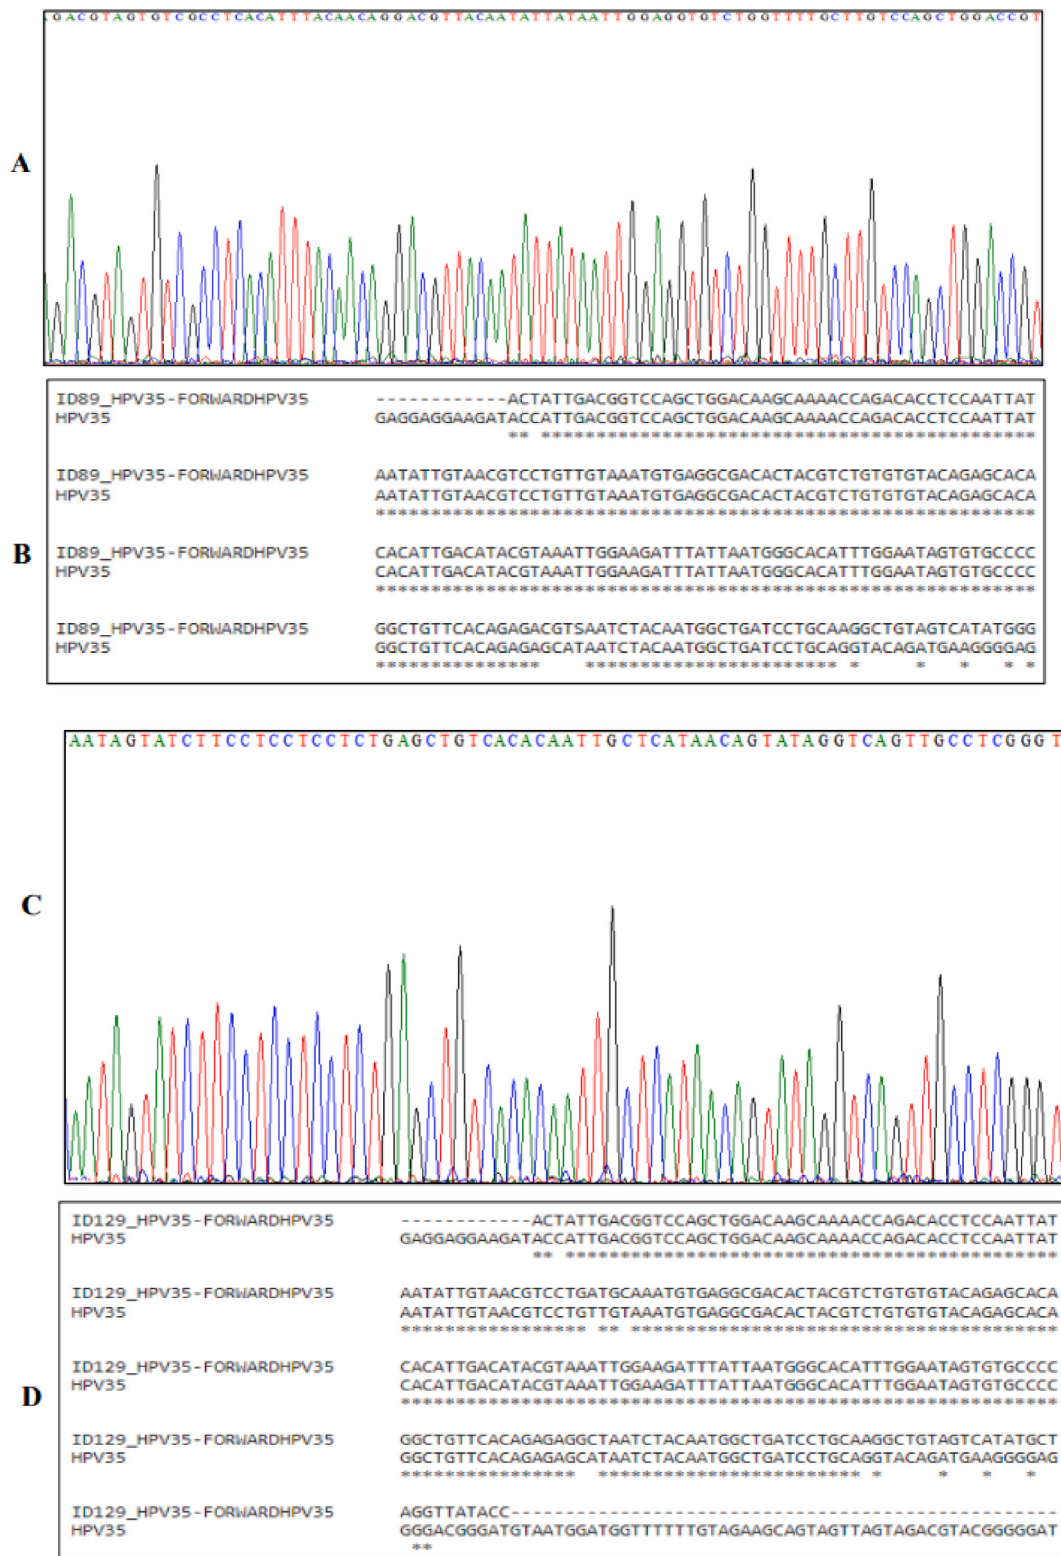 GACGTAGTGTCGCCTCACATTTACAACAGGACGTTACAATATTATAATTGGAGGTGTCTGGTTTTGCTTGTCCAGCTGGACCGT
A
ID89_HPV35-FORWARDHPV35 ------------ACTATTGACGGTCCAGCTGGACAAGCAAAACCAGACACCTCCAATTAT
HPV35 GAGGAGGAAGATACCATTGACGGTCCAGCTGGACAAGCAAAACCAGACACCTCCAATTAT
** *********************************************
ID89_HPV35-FORWARDHPV35 AATATTGTAACGTCCTGTTGTAAATGTGAGGCGACACTACGTCTGTGTGTACAGAGCACA
HPV35 AATATTGTAACGTCCTGTTGTAAATGTGAGGCGACACTACGTCTGTGTGTACAGAGCACA
************************************************************
B
ID89_HPV35-FORWARDHPV35 CACATTGACATACGTAAATTGGAAGATTTATTAATGGGCACATTTGGAATAGTGTGCCCC
HPV35 CACATTGACATACGTAAATTGGAAGATTTATTAATGGGCACATTTGGAATAGTGTGCCCC
************************************************************
ID89_HPV35-FORWARDHPV35 GGCTGTTCACAGAGACGTSAATCTACAATGGCTGATCCTGCAAGGCTGTAGTCATATGGG
HPV35 GGCTGTTCACAGAGAGCATAATCTACAATGGCTGATCCTGCAGGTACAGATGAAGGGGAG
***************    *********************** *     *   *   * *
AATAGTATCTTCCTCCTCCTCTGAGCTGTCACACAATTGCTCATAACAGTATAGGTCAGTTGCCTCGGGT
C
ID129_HPV35-FORWARDHPV35 ------------ACTATTGACGGTCCAGCTGGACAAGCAAAACCAGACACCTCCAATTAT
HPV35 GAGGAGGAAGATACCATTGACGGTCCAGCTGGACAAGCAAAACCAGACACCTCCAATTAT
** *********************************************
ID129_HPV35-FORWARDHPV35 AATATTGTAACGTCCTGATGCAAATGTGAGGCGACACTACGTCTGTGTGTACAGAGCACA
HPV35 AATATTGTAACGTCCTGTTGTAAATGTGAGGCGACACTACGTCTGTGTGTACAGAGCACA
***************** ** ***************************************
ID129_HPV35-FORWARDHPV35 CACATTGACATACGTAAATTGGAAGATTTATTAATGGGCACATTTGGAATAGTGTGCCCC
HPV35 CACATTGACATACGTAAATTGGAAGATTTATTAATGGGCACATTTGGAATAGTGTGCCCC
************************************************************
D
ID129_HPV35-FORWARDHPV35 GGCTGTTCACAGAGAGGCTAATCTACAATGGCTGATCCTGCAAGGCTGTAGTCATATGCT
HPV35 GGCTGTTCACAGAGAGCATAATCTACAATGGCTGATCCTGCAGGTACAGATGAAGGGGAG
****************  ************************ *     *   *   *
ID129_HPV35-FORWARDHPV35 AGGTTATACC--------------------------------------------------
HPV35 GGGACGGGATGTAATGGATGGTTTTTTGTAGAAGCAGTAGTTAGTAGACGTACGGGGGAT
**